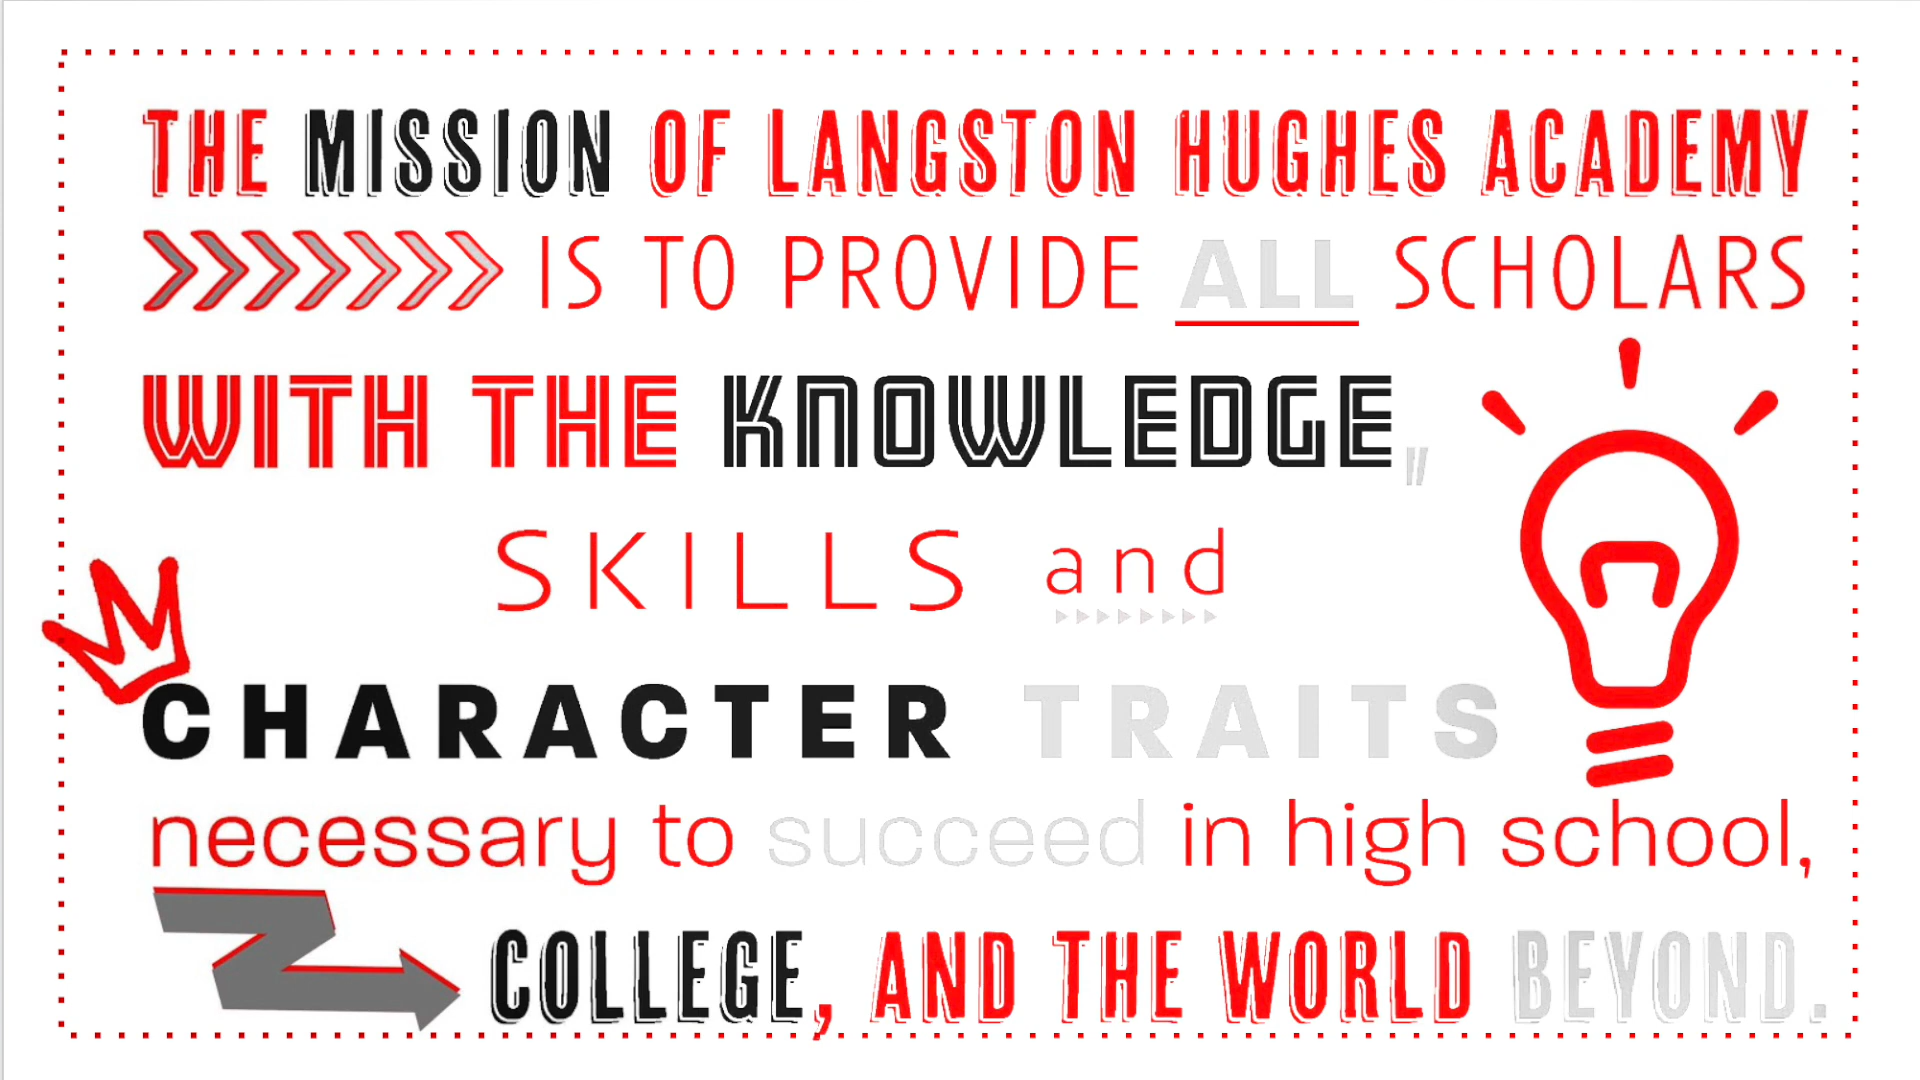 THE MISSION OF LANGSTON HUGHES ACADEMY
IS TO PROVIDE ALL SCHOLARS
WITH THE KNOWLEDGE,
SKILLS and
CHARACTER TRAITS
necessary to succeed in high school,
COLLEGE, AND THE WORLD BEYOND.